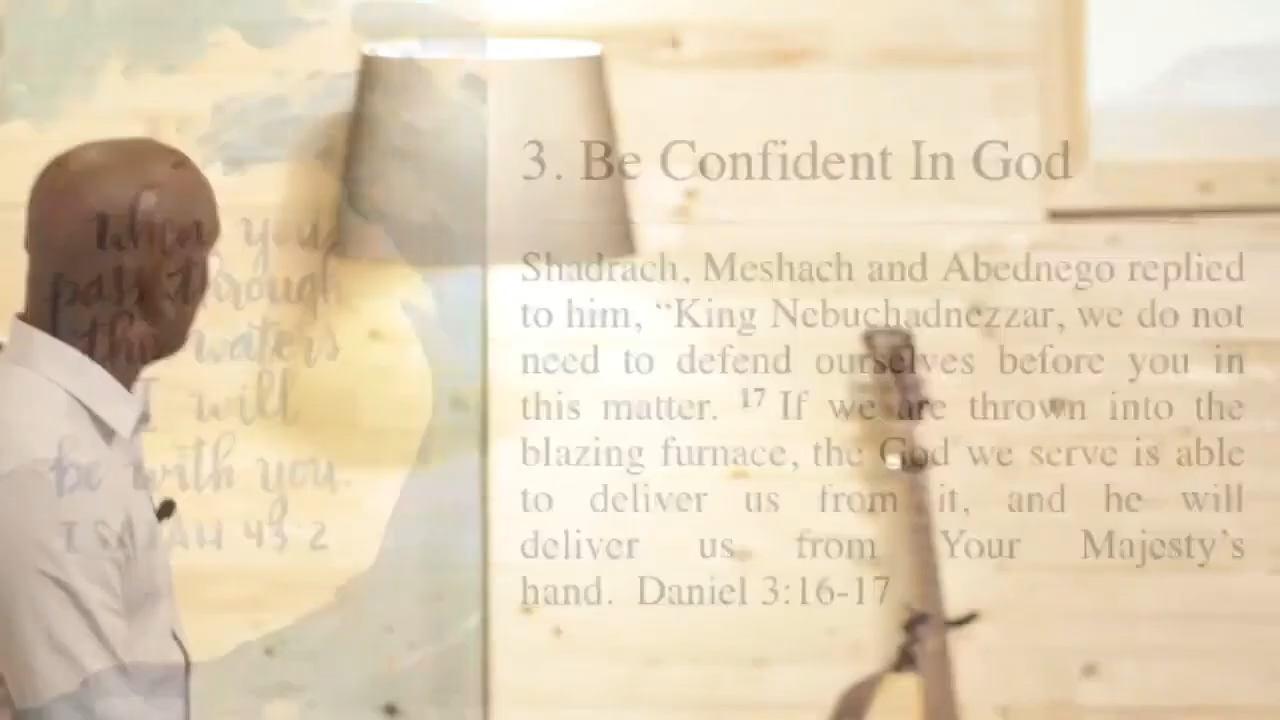 When you
pass through
the waters
I will
be with you.
ISAIAH 43:2
3. Be Confident In God
Shadrach, Meshach and Abednego replied
to him, “King Nebuchadnezzar, we do not
need to defend ourselves before you in
this matter. 17 If we are thrown into the
blazing furnace, the God we serve is able
to deliver us from it, and he will
deliver us from Your Majesty’s
hand. Daniel 3:16-17